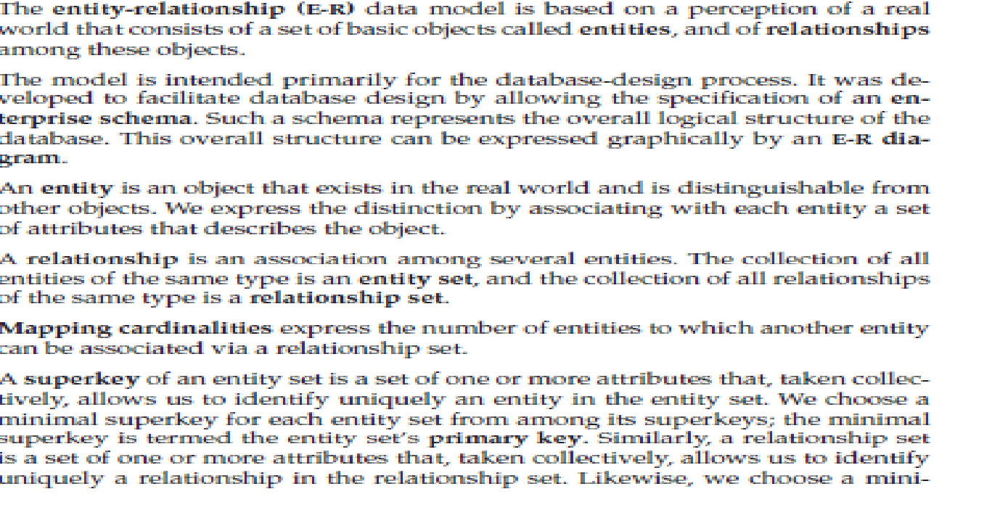 The entity-relationship (E-R) data model is based on a perception of a real
world that consists of a set of basic objects called entities, and of relationships
among these objects.
The model is intended primarily for the database-design process. It was de-
veloped to facilitate database design by allowing the specification of an en-
terprise schema. Such a schema represents the overall logical structure of the
database. This overall structure can be expressed graphically by an E-R dia-
gram.
An entity is an object that exists in the real world and is distinguishable from
other objects. We express the distinction by associating with each entity a set
of attributes that describes the object.
A relationship is an association among several entities. The collection of all
entities of the same type is an entity set, and the collection of all relationships
of the same type is a relationship set.
Mapping cardinalities express the number of entities to which another entity
can be associated via a relationship set.
A superkey of an entity set is a set of one or more attributes that, taken collec-
tively, allows us to identify uniquely an entity in the entity set. We choose a
minimal superkey for each entity set from among its superkeys; the minimal
superkey is termed the entity set's primary key. Similarly, a relationship set
is a set of one or more attributes that, taken collectively, allows us to identify
uniquely a relationship in the relationship set. Likewise, we choose a mini-